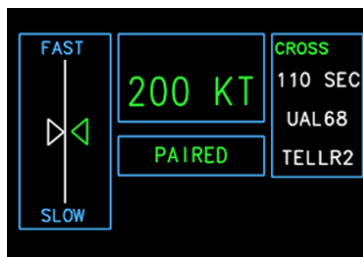 FAST
SLOW
200 KT
PAIRED
CROSS
110 SEC
UAL68
TELLR2